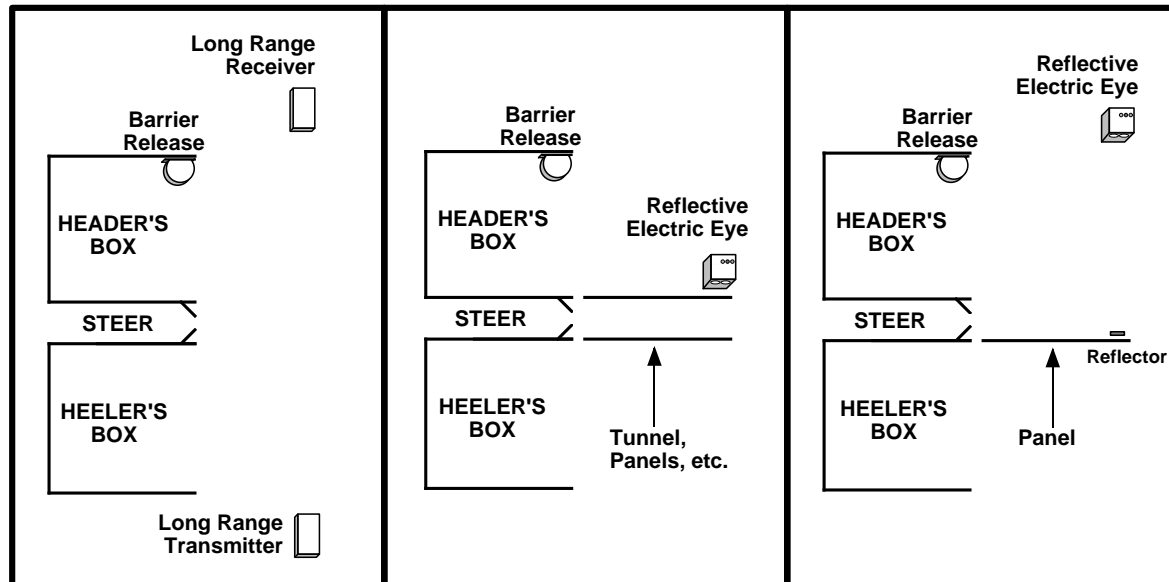 Long Range
Receiver
Barrier
Release
HEADER'S
BOX
STEER
HEELER'S
BOX
Long Range
Transmitter
Barrier
Release
HEADER'S
BOX
Reflective
Electric Eye
STEER
HEELER'S
BOX
Tunnel,
Panels, etc.
Reflective
Electric Eye
Barrier
Release
HEADER'S
BOX
STEER
Reflector
HEELER'S
BOX
Panel